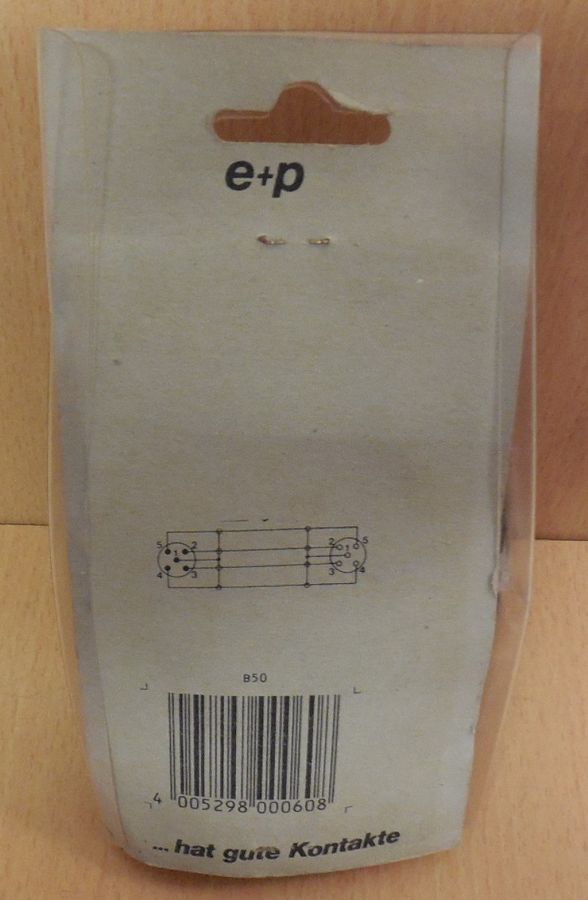 e+p
5 2 2 5
1 1
4 3 3 4
B50
4 005298 000608
... hat gute Kontakte